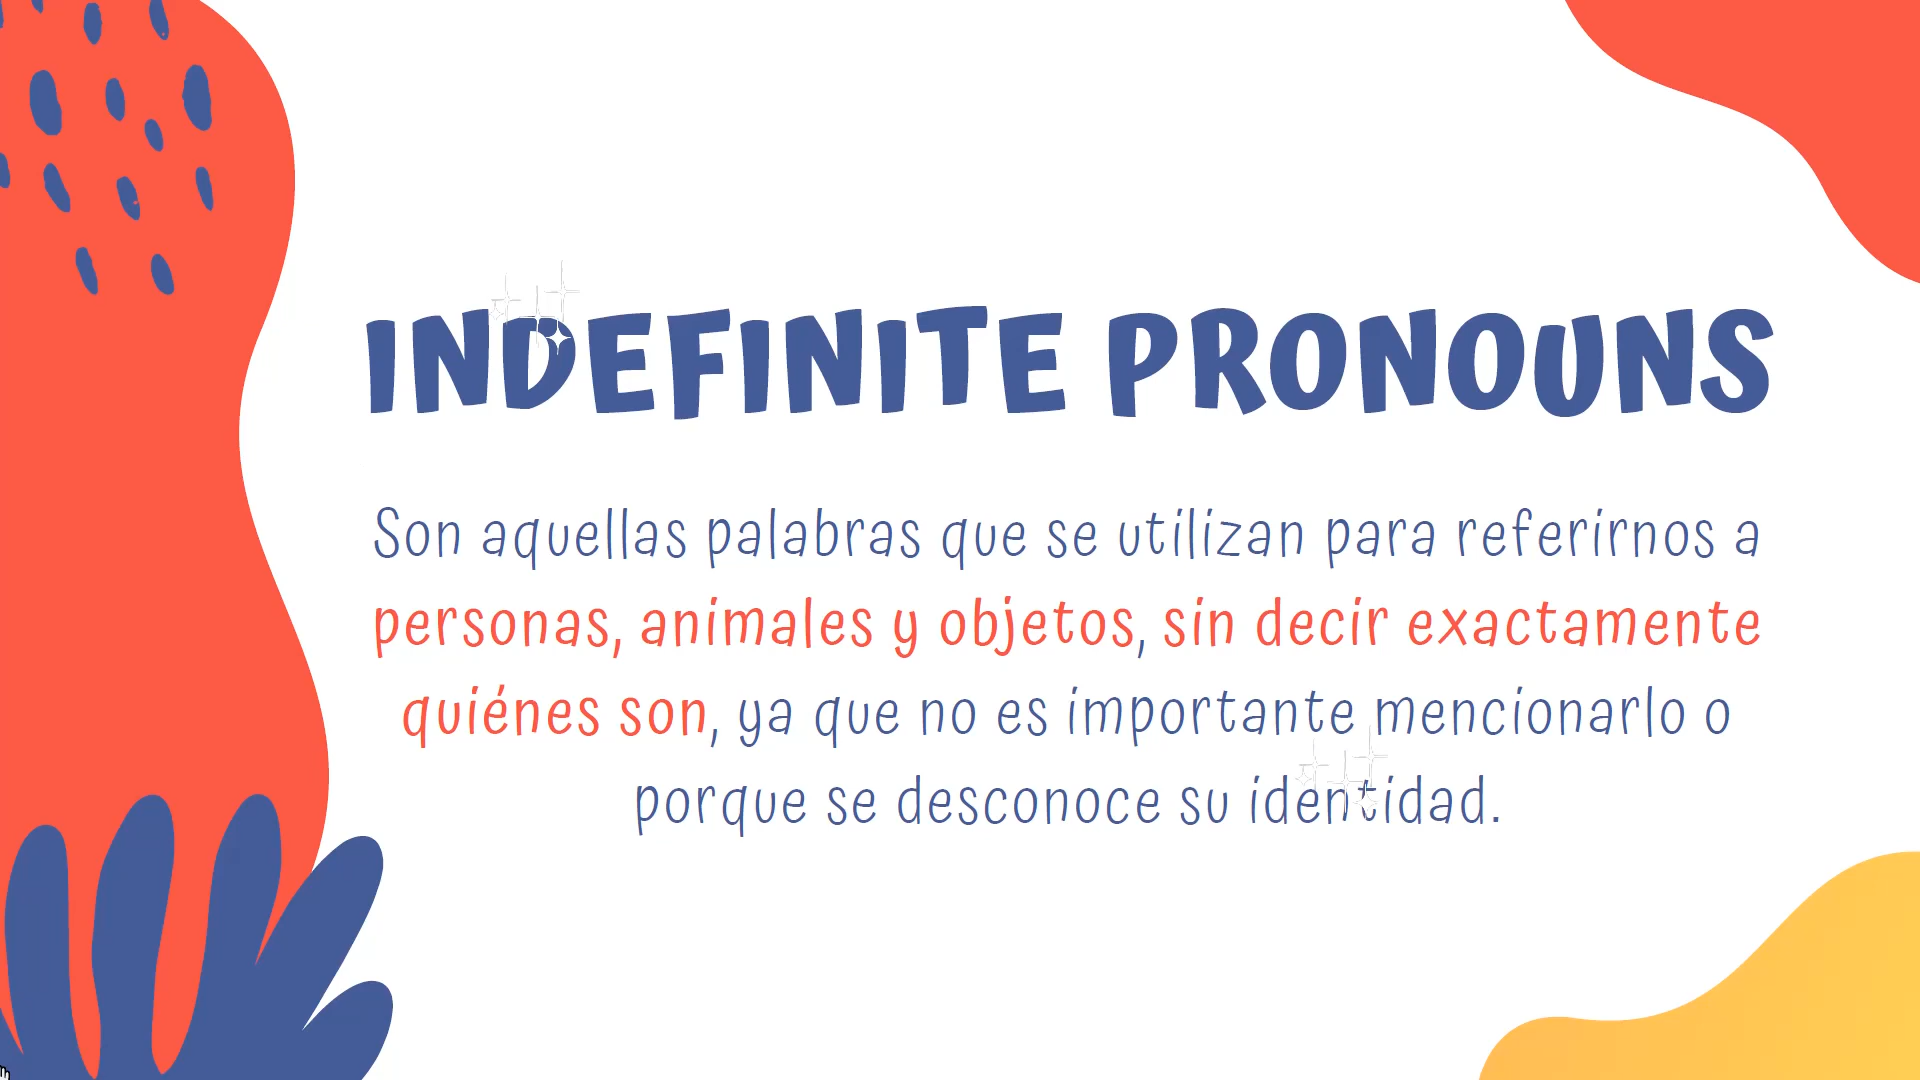 INDEFINITE PRONOUNS
Son aquellas palabras que se utilizan para referirnos a
personas, animales y objetos, sin decir exactamente
quiénes son, ya que no es importante mencionarlo o
porque se desconoce su identidad.